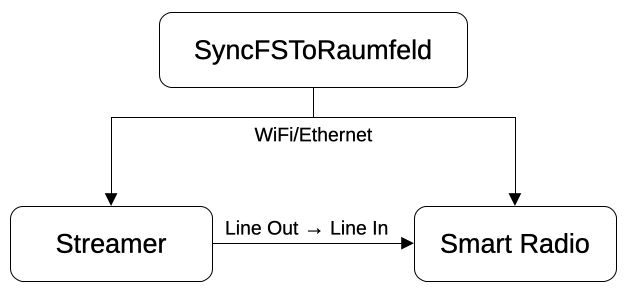 SyncFSToRaumfeld
WiFi/Ethernet
Streamer
Line Out → Line In
Smart Radio